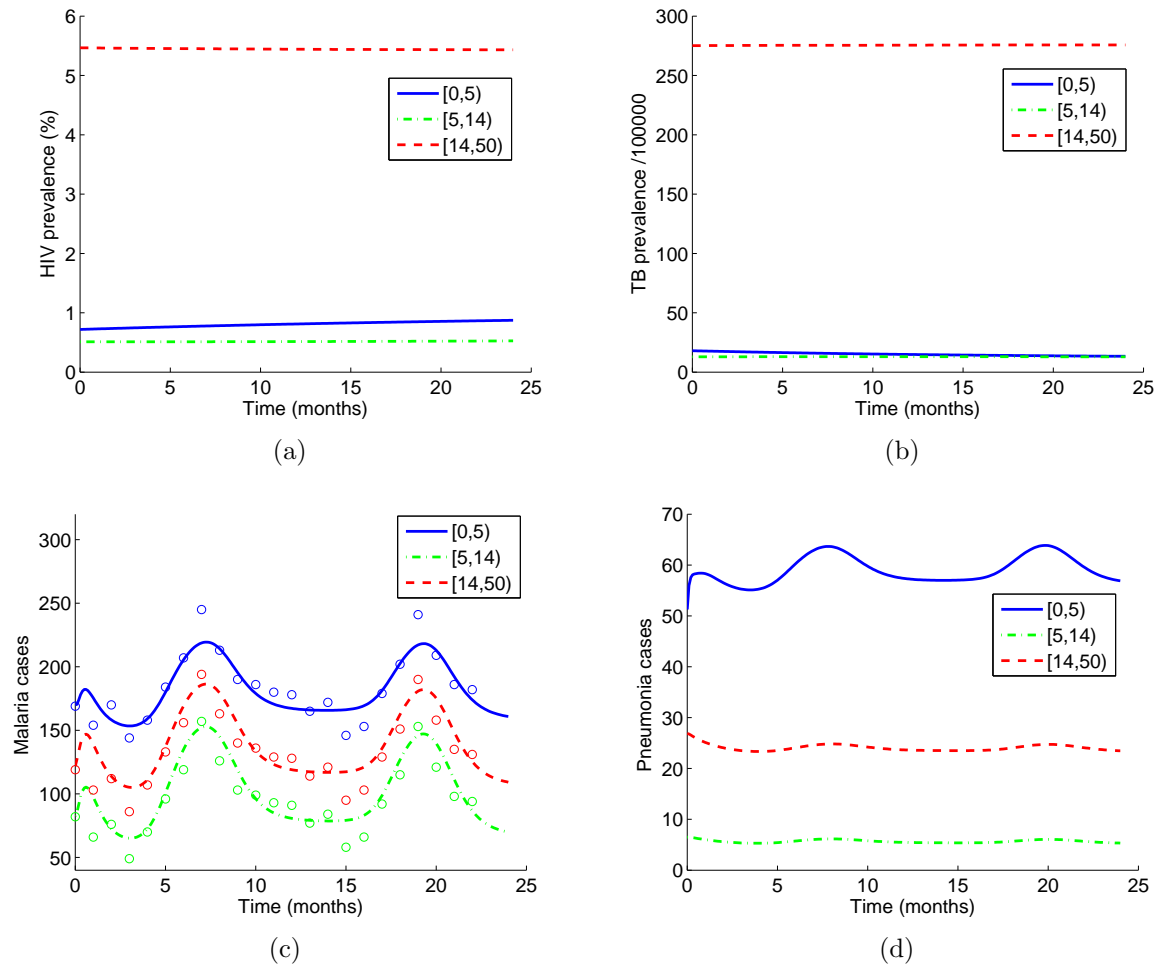 HIV prevalence (%)
6
5
4
3
2
1
0
[0,5)
[5,14)
[14,50)
0 5 10 15 20 25
Time (months)
(a)
TB prevalence /100000
300
250
200
150
100
50
0
[0,5)
[5,14)
[14,50)
0 5 10 15 20 25
Time (months)
(b)
Malaria cases
300
250
200
150
100
50
[0,5)
[5,14)
[14,50)
0 5 10 15 20 25
Time (months)
(c)
Pneumonia cases
70
60
50
40
30
20
10
0
[0,5)
[5,14)
[14,50)
0 5 10 15 20 25
Time (months)
(d)